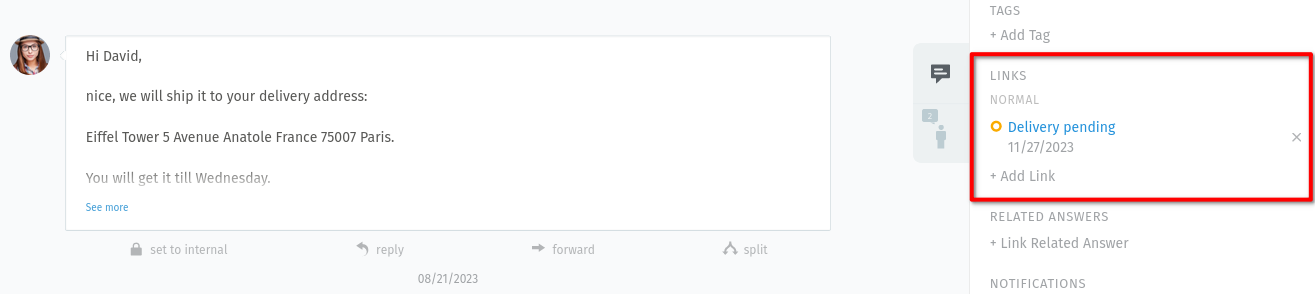 Hi David,
nice, we will ship it to your delivery address:
Eiffel Tower 5 Avenue Anatole France 75007 Paris.
You will get it till Wednesday.
See more
set to internal
reply
forward
split
08/21/2023
2
TAGS
+ Add Tag
LINKS
NORMAL
Delivery pending
11/27/2023
+ Add Link
RELATED ANSWERS
+ Link Related Answer
NOTIFICATIONS